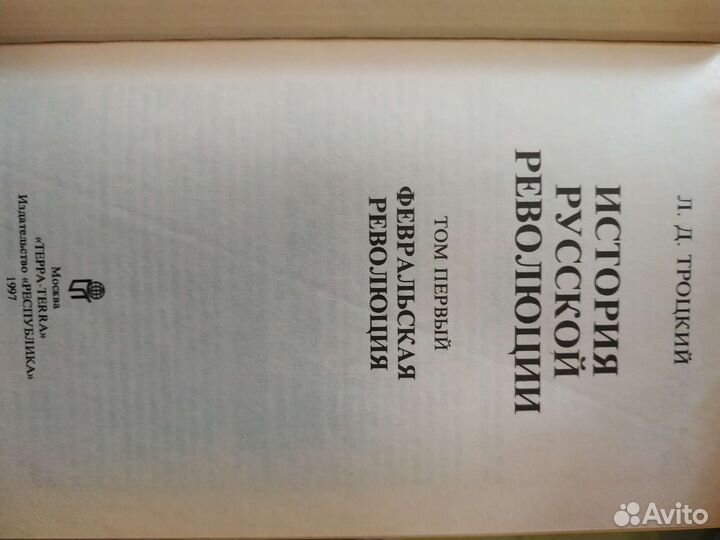 Л. Д. ТРОЦКИЙ
ИСТОРИЯ
РУССКОЙ
РЕВОЛЮЦИИ
ТОМ ПЕРВЫЙ
ФЕВРАЛЬСКАЯ
РЕВОЛЮЦИЯ
Москва
«ТЕРРА-TERRA»
Издательство «РЕСПУБЛИКА»
1997
Avito